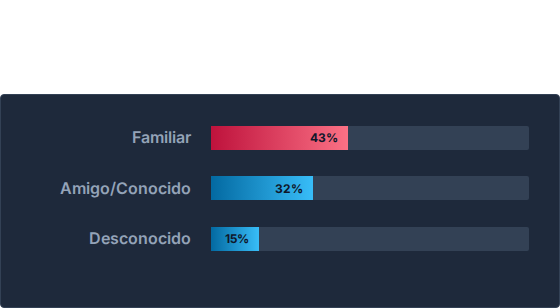 Familiar 43%
Amigo/Conocido 32%
Desconocido 15%